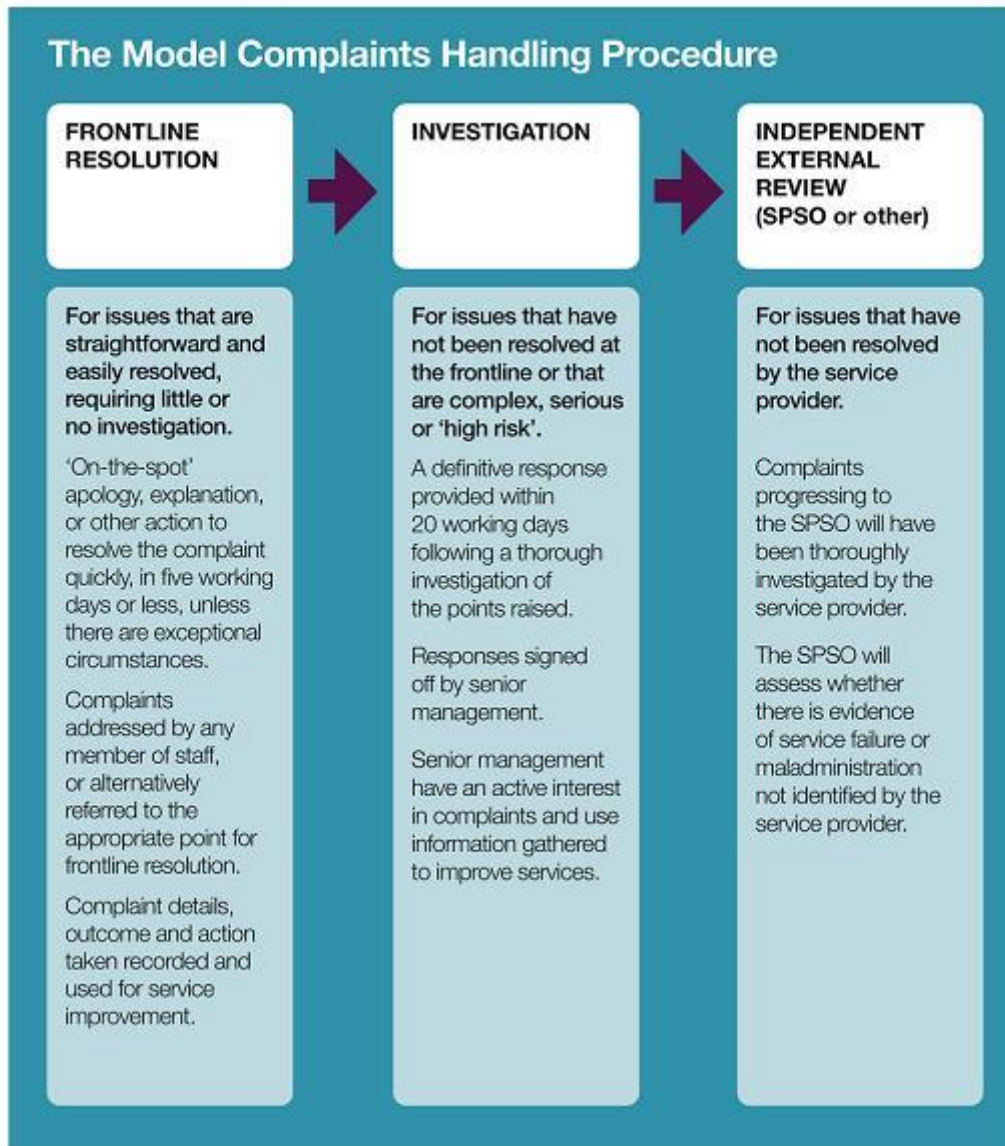 The Model Complaints Handling Procedure
FRONTLINE
RESOLUTION
For issues that are
straightforward and
easily resolved,
requiring little or
no investigation.
‘On-the-spot’
apology, explanation,
or other action to
resolve the complaint
quickly, in five working
days or less, unless
there are exceptional
circumstances.
Complaints
addressed by any
member of staff,
or alternatively
referred to the
appropriate point for
frontline resolution.
Complaint details,
outcome and action
taken recorded and
used for service
improvement.
INVESTIGATION
For issues that have
not been resolved at
the frontline or that
are complex, serious
or ‘high risk’.
A definitive response
provided within
20 working days
following a thorough
investigation of
the points raised.
Responses signed
off by senior
management.
Senior management
have an active interest
in complaints and use
information gathered
to improve services.
INDEPENDENT
EXTERNAL
REVIEW
(SPSO or other)
For issues that have
not been resolved
by the service
provider.
Complaints
progressing to
the SPSO will have
been thoroughly
investigated by the
service provider.
The SPSO will
assess whether
there is evidence
of service failure or
maladministration
not identified by the
service provider.